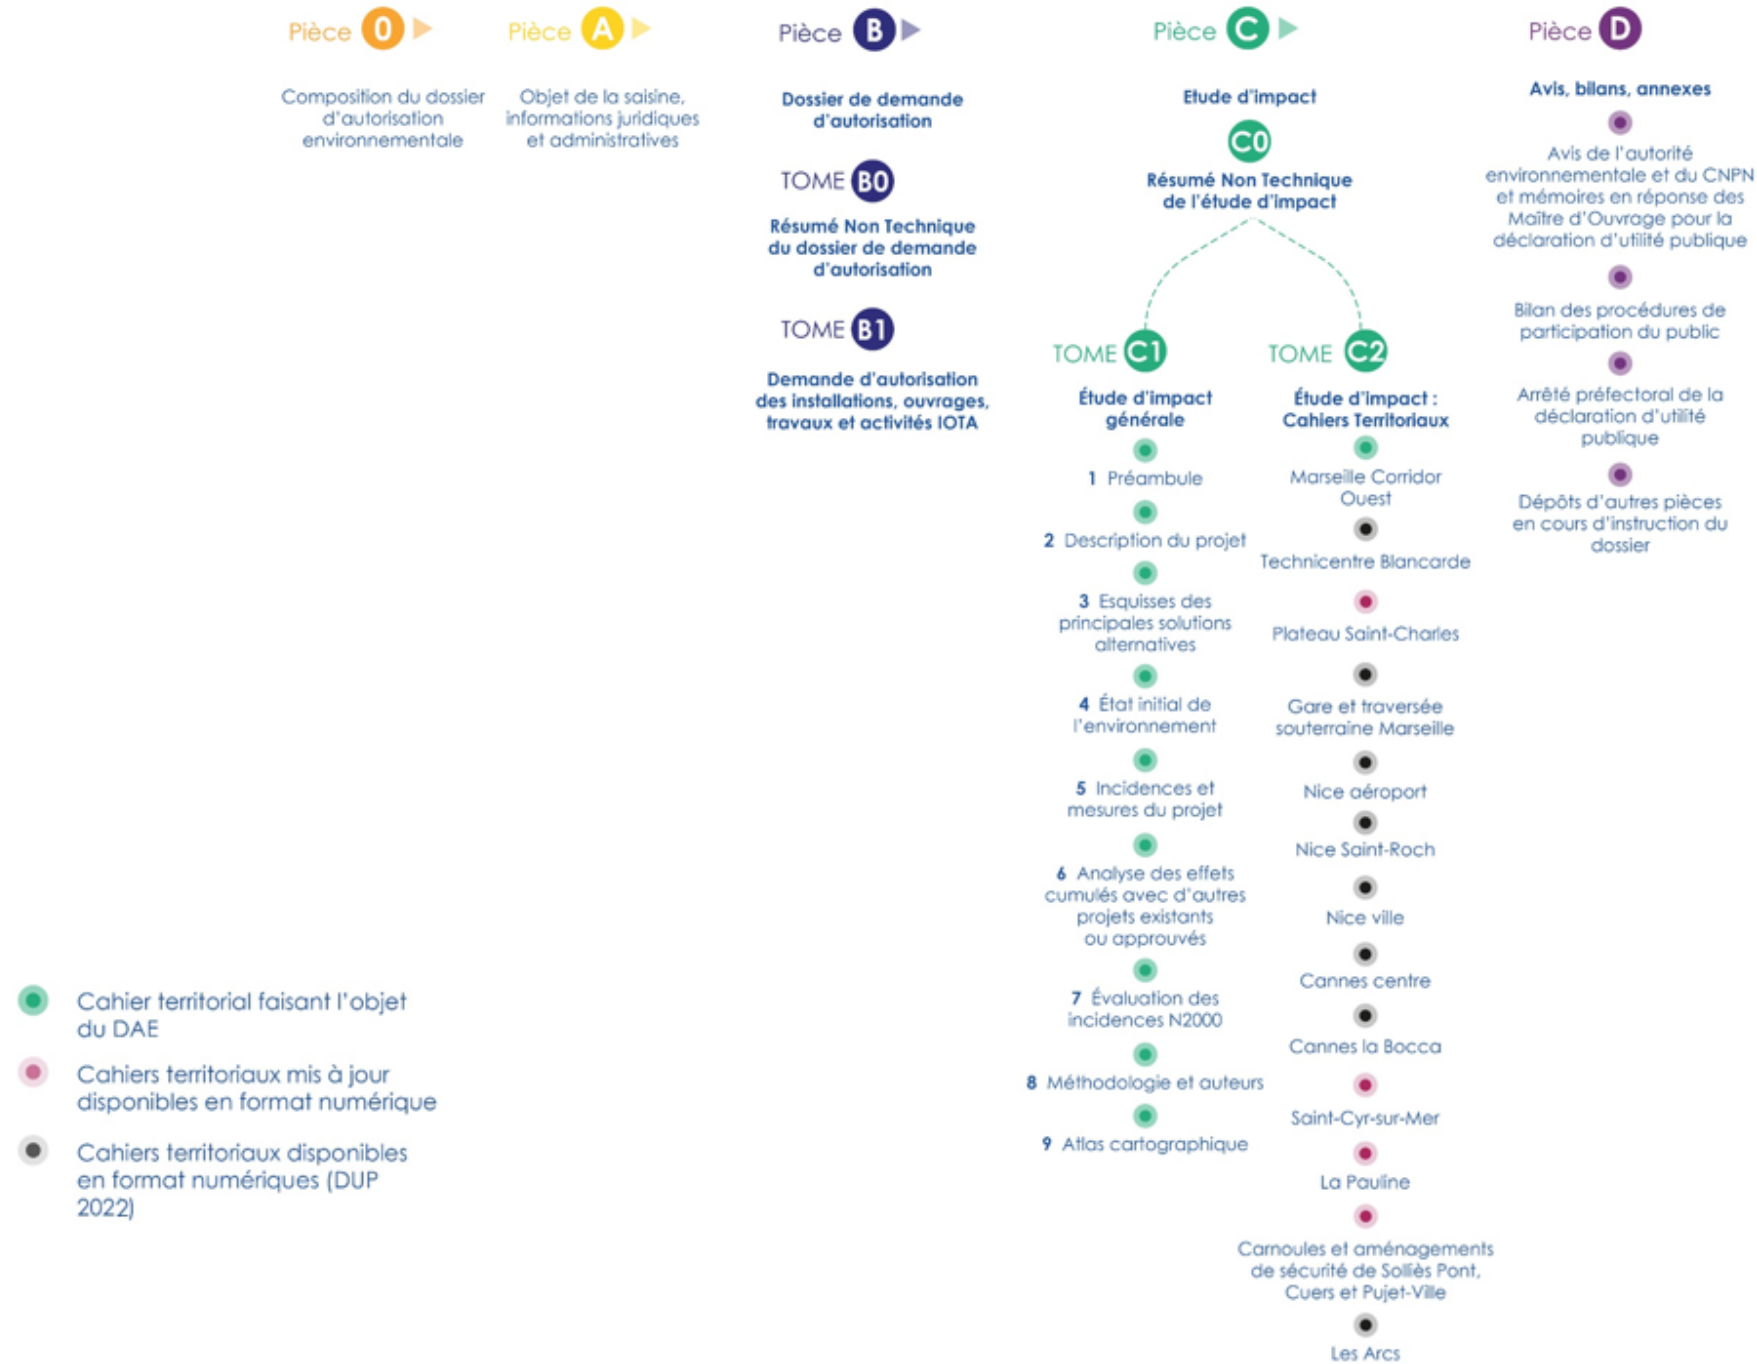 Pièce 0
Composition du dossier
d'autorisation
environnementale
Pièce A
Objet de la saisine,
informations juridiques
et administratives
Pièce B
Dossier de demande
d'autorisation
TOME B0
Résumé Non Technique
du dossier de demande
d'autorisation
TOME B1
Demande d'autorisation
des installations, ouvrages,
travaux et activités IOTA
Pièce C
Etude d'impact
C0
Résumé Non Technique
de l'étude d'impact
TOME C1
Étude d'impact
générale
1 Préambule
2 Description du projet
3 Esquisses des
principales solutions
alternatives
4 État initial de
l'environnement
5 Incidences et
mesures du projet
6 Analyse des effets
cumulés avec d'autres
projets existants
ou approuvés
7 Évaluation des
incidences N2000
8 Méthodologie et auteurs
9 Atlas cartographique
TOME C2
Étude d'impact :
Cahiers Territoriaux
Marseille Corridor
Ouest
Technicentre Blancarde
Plateau Saint-Charles
Gare et traversée
souterraine Marseille
Nice aéroport
Nice Saint-Roch
Nice ville
Cannes centre
Cannes la Bocca
Saint-Cyr-sur-Mer
La Pauline
Carnoules et aménagements
de sécurité de Solliès Pont,
Cuers et Pujet-Ville
Les Arcs
Pièce D
Avis, bilans, annexes
Avis de l'autorité
environnementale et du CNPN
et mémoires en réponse des
Maître d'Ouvrage pour la
déclaration d'utilité publique
Bilan des procédures de
participation du public
Arrêté préfectoral de la
déclaration d'utilité
publique
Dépôts d'autres pièces
en cours d'instruction du
dossier
Cahier territorial faisant l'objet
du DAE
Cahiers territoriaux mis à jour
disponibles en format numérique
Cahiers territoriaux disponibles
en format numériques (DUP
2022)